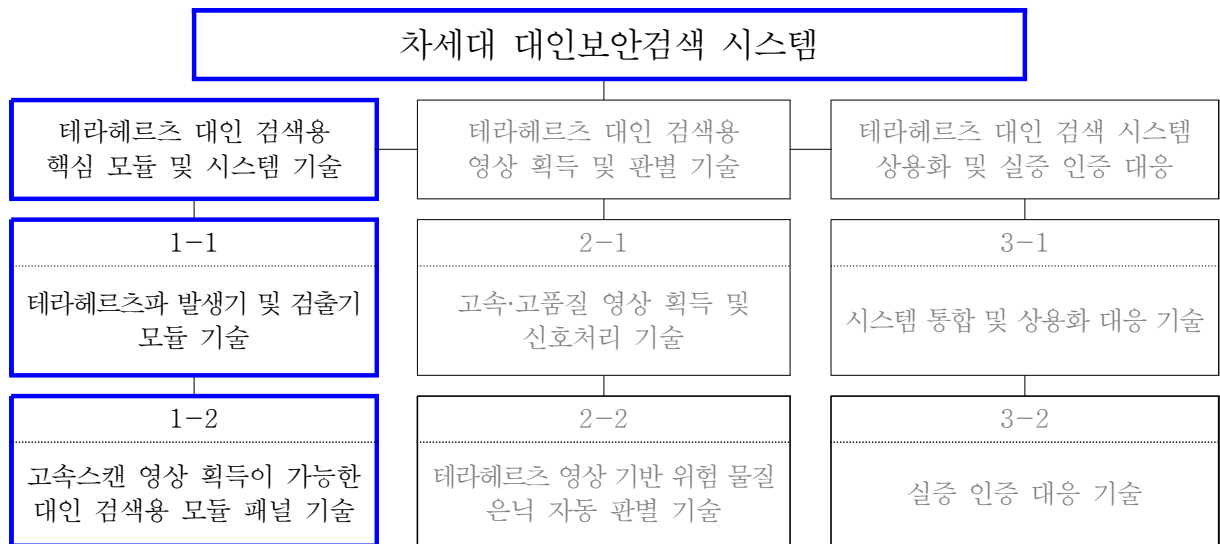 차세대 대인보안검색 시스템
테라헤르츠 대인 검색용
핵심 모듈 및 시스템 기술
테라헤르츠 대인 검색용
영상 획득 및 판별 기술
테라헤르츠 대인 검색 시스템
상용화 및 실증 인증 대응
1-1
테라헤르츠파 발생기 및 검출기
모듈 기술
2-1
고속·고품질 영상 획득 및
신호처리 기술
3-1
시스템 통합 및 상용화 대응 기술
1-2
고속스캔 영상 획득이 가능한
대인 검색용 모듈 패널 기술
2-2
테라헤르츠 영상 기반 위험 물질
은닉 자동 판별 기술
3-2
실증 인증 대응 기술